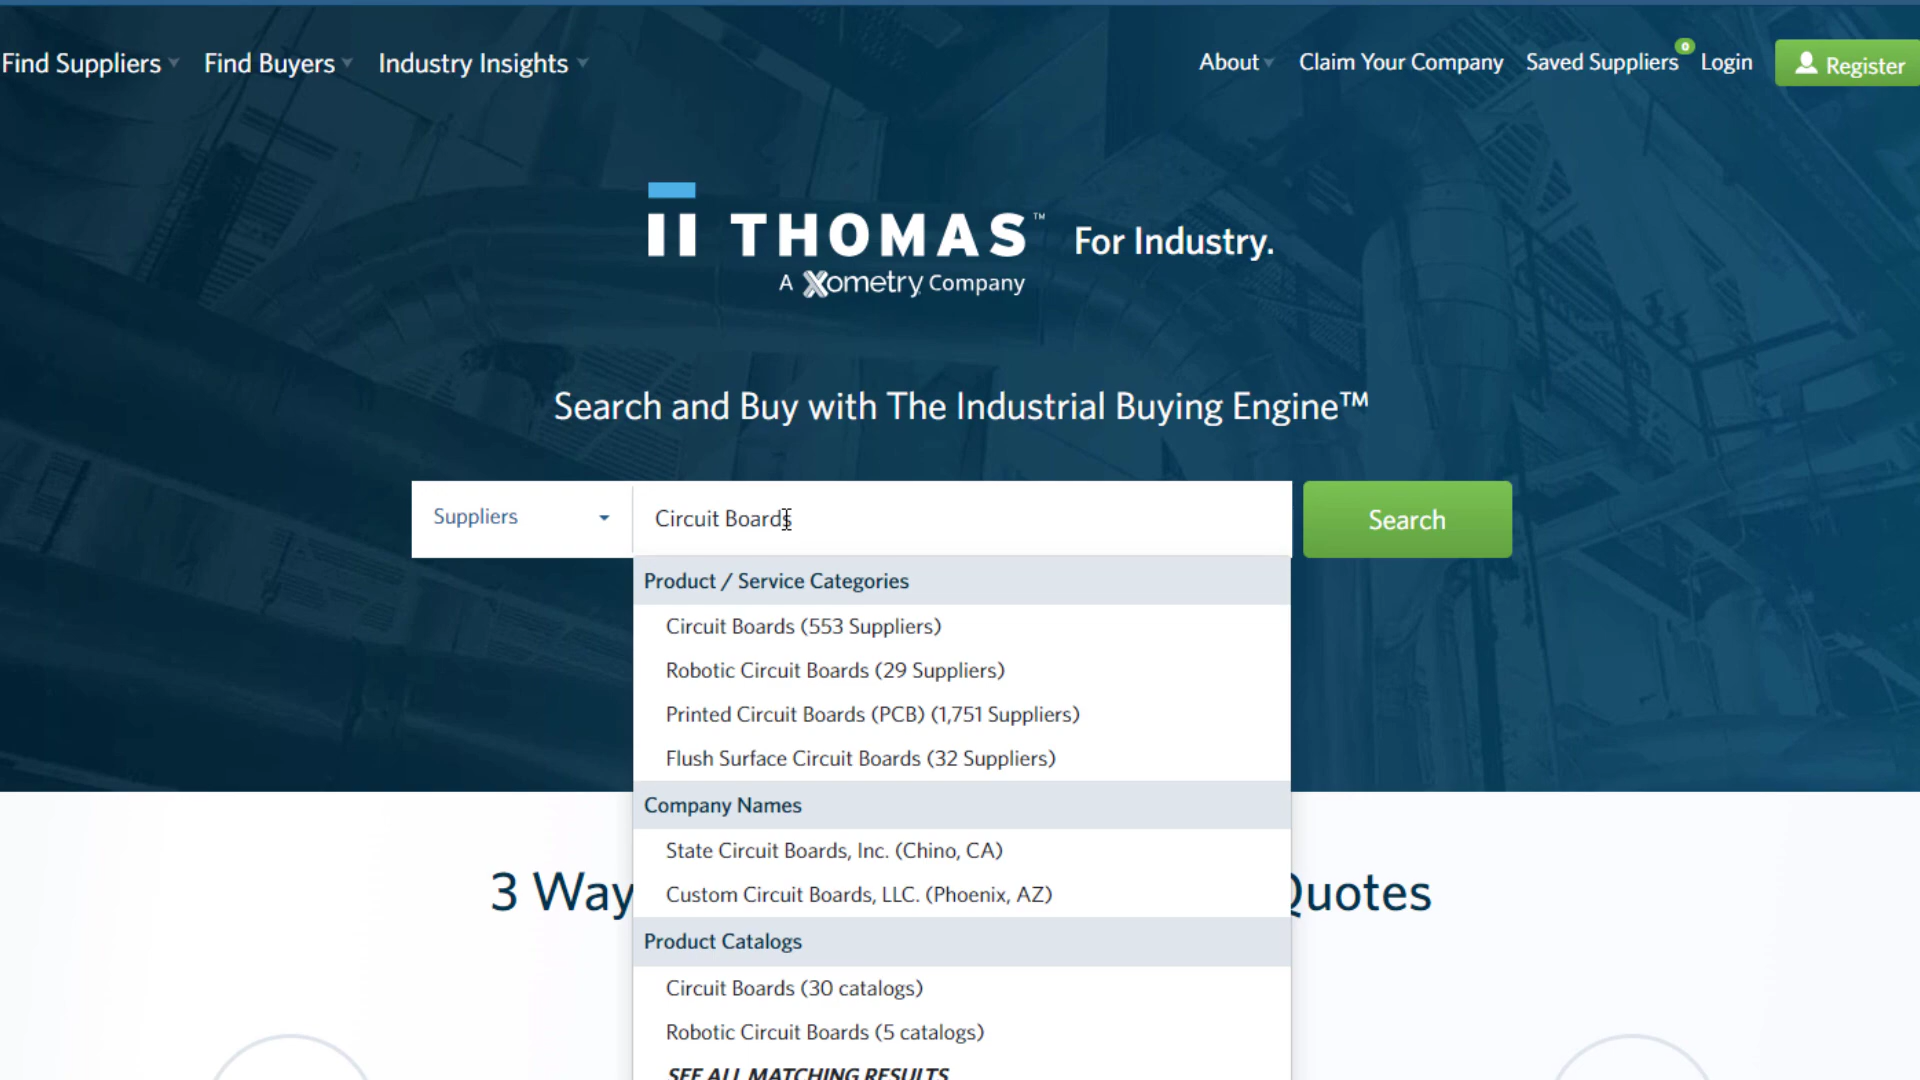 Find Suppliers Find Buyers Industry Insights About Claim Your Company Saved Suppliers 0 Login Register
THOMAS™ For Industry.
A Xometry Company
Search and Buy with The Industrial Buying Engine™
Suppliers Circuit Boards Search
Product / Service Categories
Circuit Boards (553 Suppliers)
Robotic Circuit Boards (29 Suppliers)
Printed Circuit Boards (PCB) (1,751 Suppliers)
Flush Surface Circuit Boards (32 Suppliers)
Company Names
State Circuit Boards, Inc. (Chino, CA)
3 Way Quotes
Custom Circuit Boards, LLC. (Phoenix, AZ)
Product Catalogs
Circuit Boards (30 catalogs)
Robotic Circuit Boards (5 catalogs)
SEE ALL MATCHING RESULTS